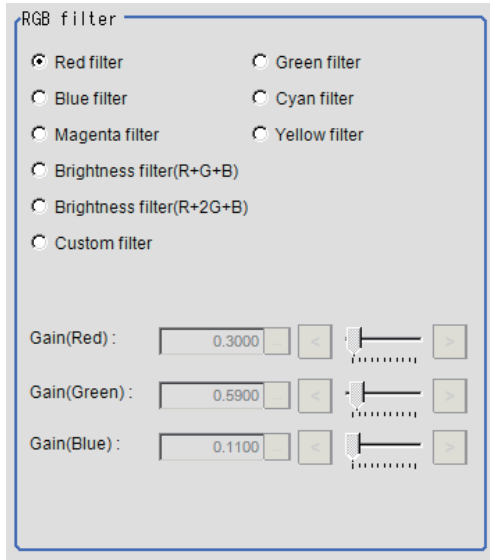 RGB filter
Red filter Green filter
Blue filter Cyan filter
Magenta filter Yellow filter
Brightness filter(R+G+B)
Brightness filter(R+2G+B)
Custom filter
Gain(Red) : 0.3000 ... < >
Gain(Green) : 0.5900 ... < >
Gain(Blue) : 0.1100 ... < >